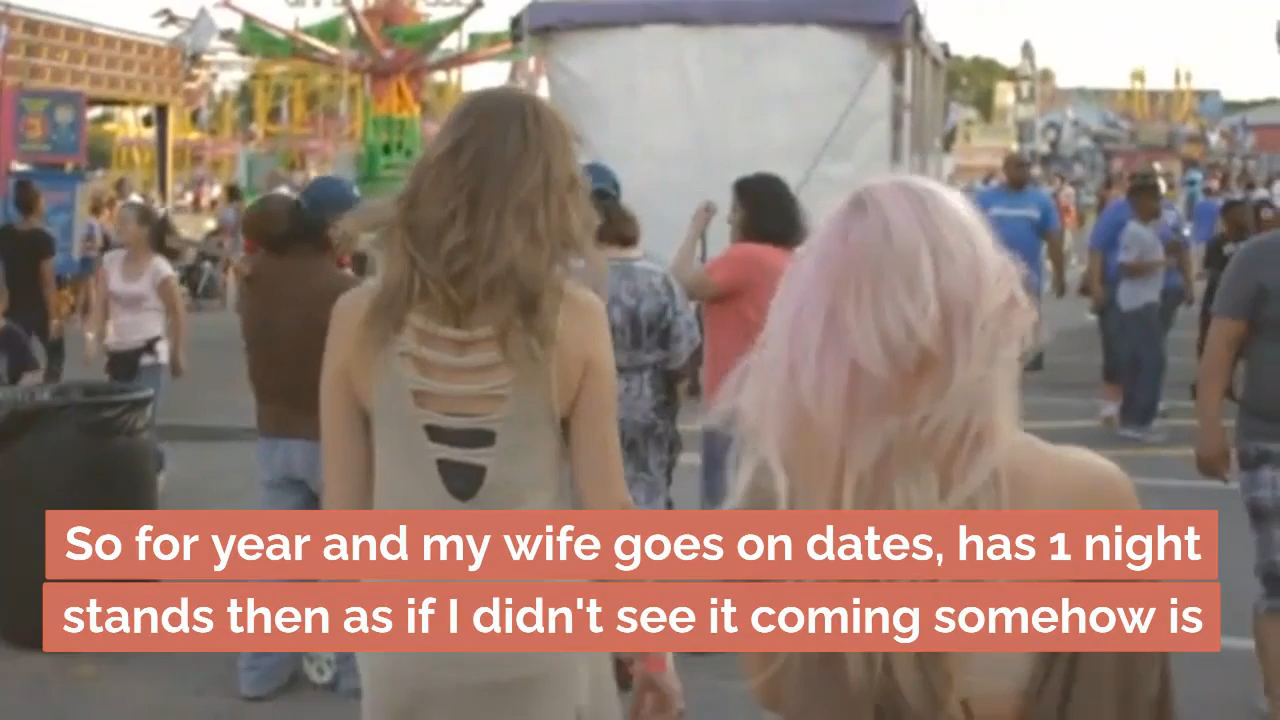 So for year and my wife goes on dates, has 1 night
stands then as if I didn't see it coming somehow is